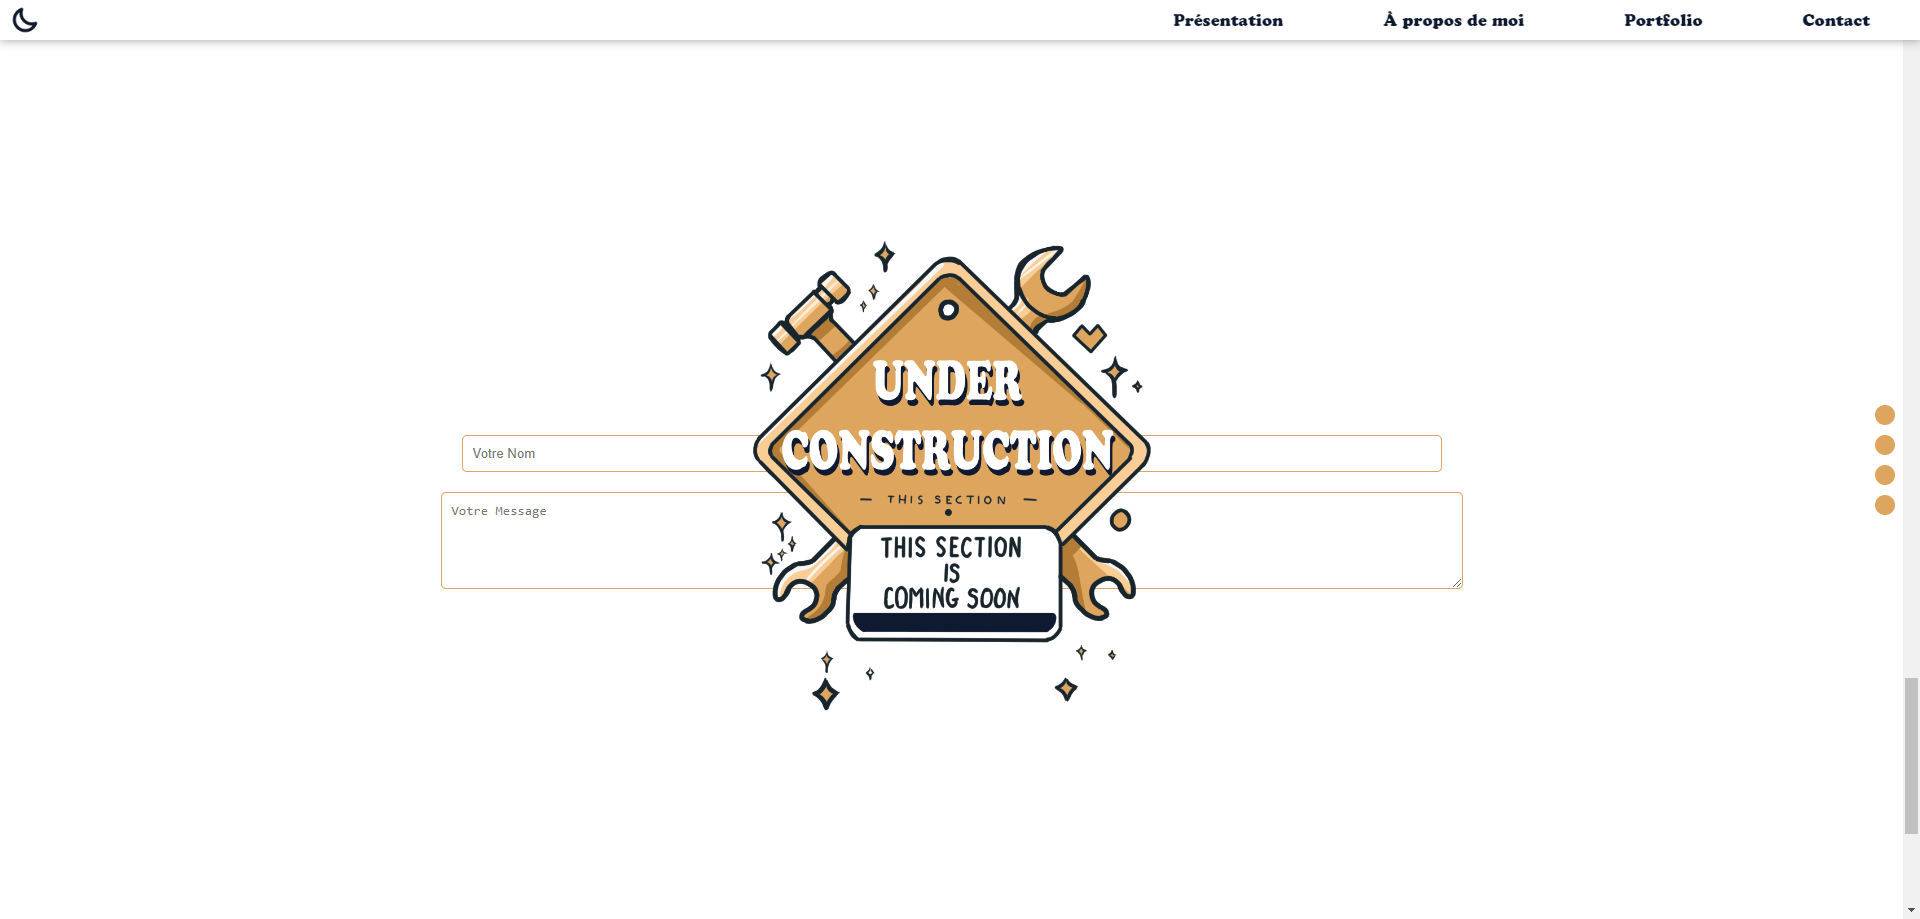 Présentation
À propos de moi
Portfolio
Contact
UNDER
CONSTRUCTION
Votre Nom
— THIS SECTION —
Votre Message
THIS SECTION
IS
COMING SOON